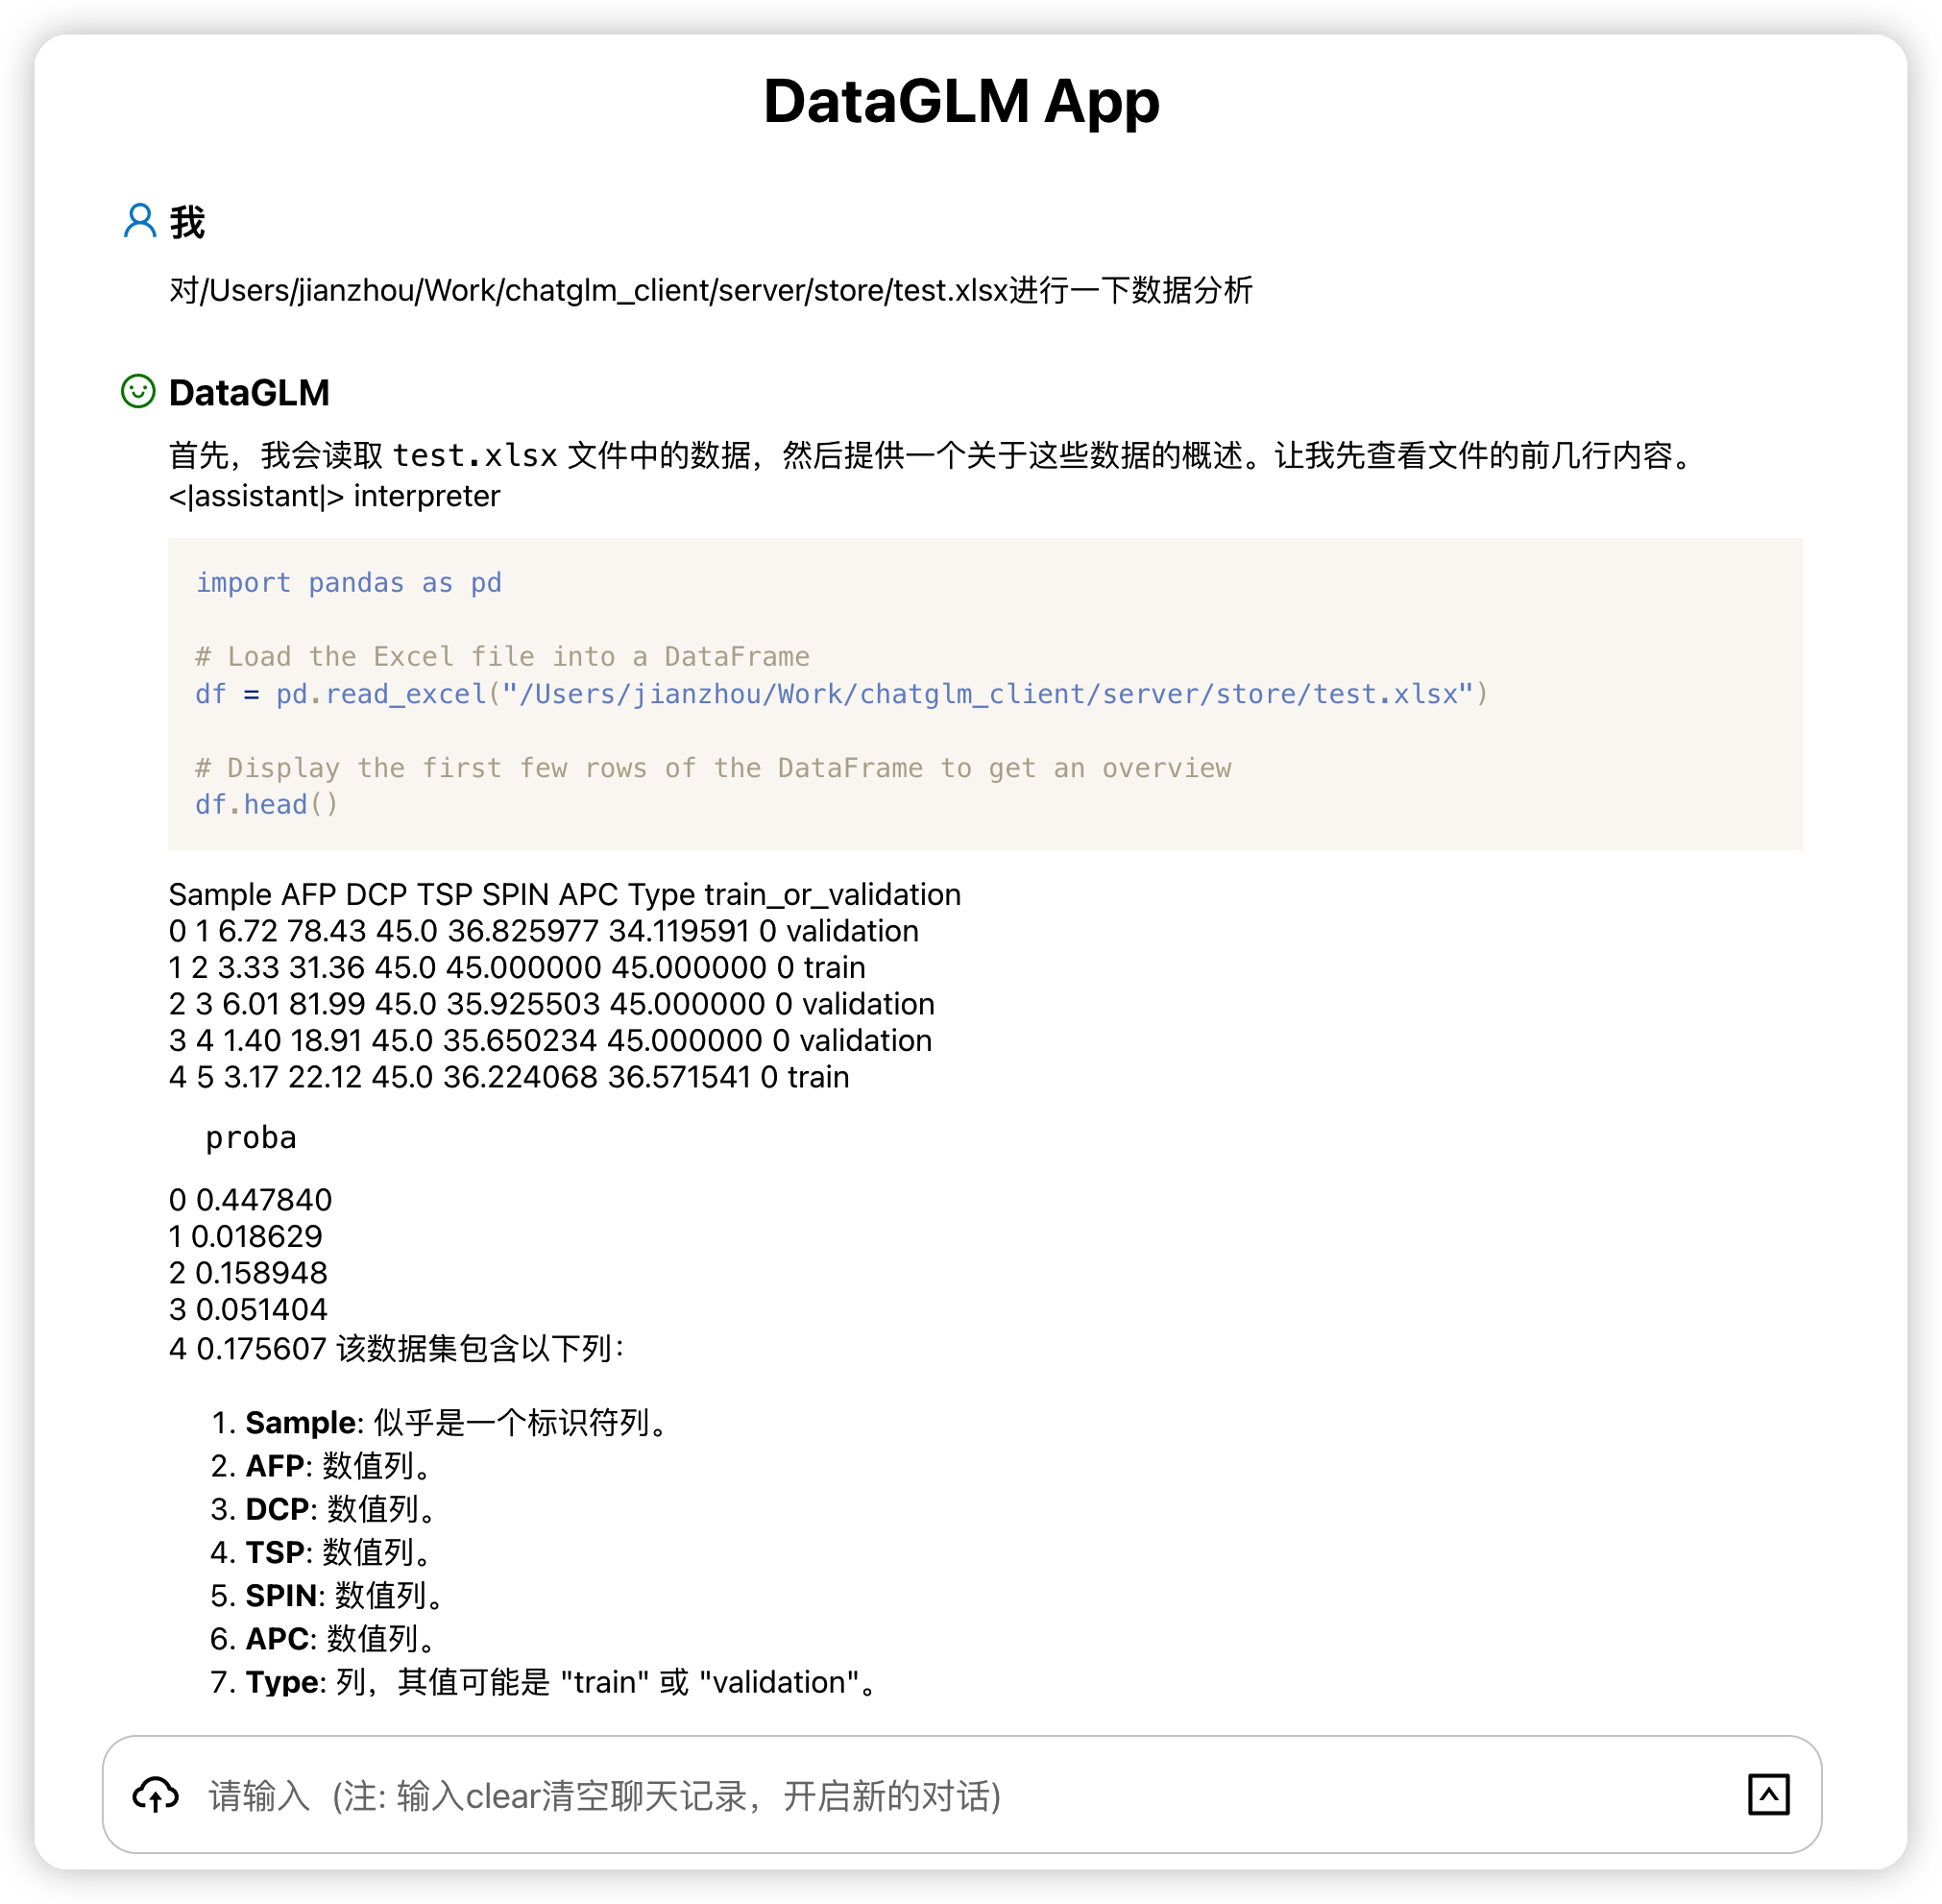 DataGLM App
我
对/Users/jianzhou/Work/chatglm_client/server/store/test.xlsx进行一下数据分析
DataGLM
首先，我会读取 test.xlsx 文件中的数据，然后提供一个关于这些数据的概述。让我先查看文件的前几行内容。
<|assistant|> interpreter
import pandas as pd
# Load the Excel file into a DataFrame
df = pd.read_excel("/Users/jianzhou/Work/chatglm_client/server/store/test.xlsx")
# Display the first few rows of the DataFrame to get an overview
df.head()
Sample AFP DCP TSP SPIN APC Type train_or_validation
0 1 6.72 78.43 45.0 36.825977 34.119591 0 validation
1 2 3.33 31.36 45.0 45.000000 45.000000 0 train
2 3 6.01 81.99 45.0 35.925503 45.000000 0 validation
3 4 1.40 18.91 45.0 35.650234 45.000000 0 validation
4 5 3.17 22.12 45.0 36.224068 36.571541 0 train
proba
0 0.447840
1 0.018629
2 0.158948
3 0.051404
4 0.175607 该数据集包含以下列：
1. Sample: 似乎是一个标识符列。
2. AFP: 数值列。
3. DCP: 数值列。
4. TSP: 数值列。
5. SPIN: 数值列。
6. APC: 数值列。
7. Type: 列，其值可能是 "train" 或 "validation"。
请输入（注: 输入clear清空聊天记录，开启新的对话)